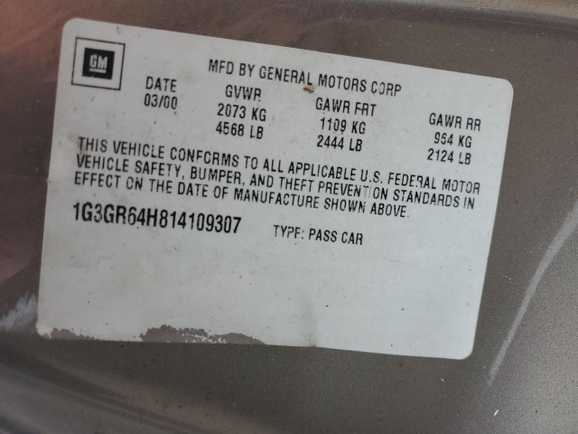 GM
MFD BY GENERAL MOTORS CORP
DATE GVWR GAWR FRT GAWR RR
03/00 2073 KG 1109 KG 964 KG
4568 LB 2444 LB 2124 LB
THIS VEHICLE CONFORMS TO ALL APPLICABLE U.S. FEDERAL MOTOR
VEHICLE SAFETY, BUMPER, AND THEFT PREVENTION STANDARDS IN
EFFECT ON THE DATE OF MANUFACTURE SHOWN ABOVE.
1G3GR64H814109307 TYPE: PASS CAR